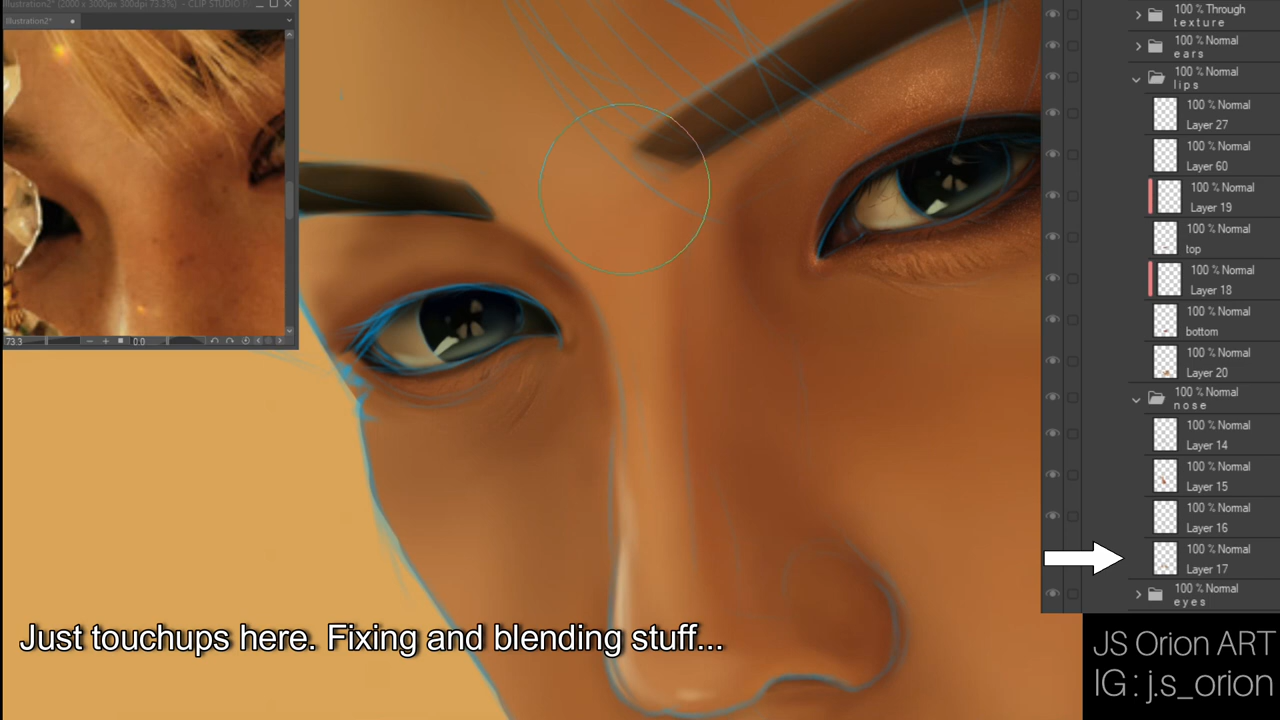 Illustration2* (2000 x 3000px 300dpi 73.3%) - CLIP STUDIO P
Illustration2*
73.3
0.0
100 % Through
texture
100 % Normal
ears
100 % Normal
lips
100 % Normal
Layer 27
100 % Normal
Layer 60
100 % Normal
Layer 19
100 % Normal
top
100 % Normal
Layer 18
100 % Normal
bottom
100 % Normal
Layer 20
100 % Normal
nose
100 % Normal
Layer 14
100 % Normal
Layer 15
100 % Normal
Layer 16
100 % Normal
Layer 17
100 % Normal
eyes
Just touchups here. Fixing and blending stuff...
JS Orion ART
IG : j.s_orion